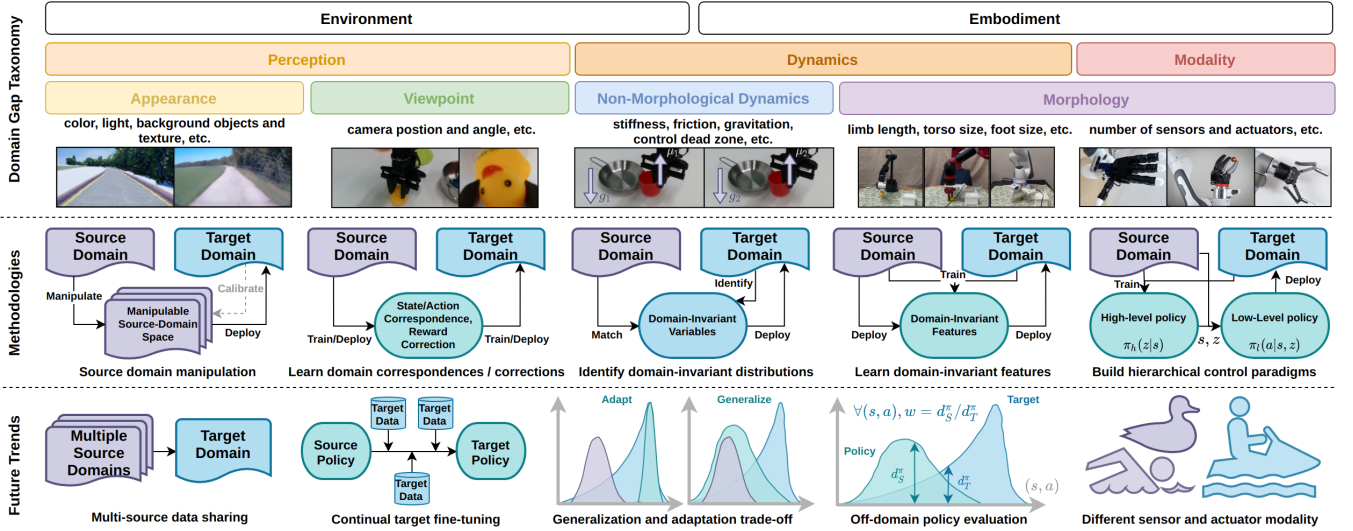 Domain Gap Taxonomy
Environment
Embodiment
Perception
Dynamics
Modality
Appearance
Viewpoint
Non-Morphological Dynamics
Morphology
color, light, background objects and
texture, etc.
camera postion and angle, etc.
stiffness, friction, gravitation,
control dead zone, etc.
limb length, torso size, foot size, etc.
number of sensors and actuators, etc.
g₁
μ₁
g₂
Methodologies
Source
Domain
Target
Domain
Manipulate
Calibrate
Manipulable
Source-Domain
Space
Deploy
Source domain manipulation
Source
Domain
Target
Domain
State/Action
Correspondence,
Reward
Correction
Train/Deploy
Train/Deploy
Learn domain correspondences / corrections
Source
Domain
Target
Domain
Identify
Domain-Invariant
Variables
Match
Deploy
Identify domain-invariant distributions
Source
Domain
Target
Domain
Train
Domain-Invariant
Features
Deploy
Deploy
Learn domain-invariant features
Source
Domain
Target
Domain
Train
Deploy
High-level policy
πₕ(z|s)
s, z
Low-Level policy
πₗ(a|s, z)
Build hierarchical control paradigms
Future Trends
Multiple
Source
Domains
Target
Domain
Multi-source data sharing
Source
Policy
Target
Data
Target
Data
Target
Data
Target
Policy
Continual target fine-tuning
Adapt
Generalize
Generalization and adaptation trade-off
∀(s, a), w = d_S^π/d_T^π
Target
Policy
d_S^π
d_T^π
(s, a)
Off-domain policy evaluation
Different sensor and actuator modality